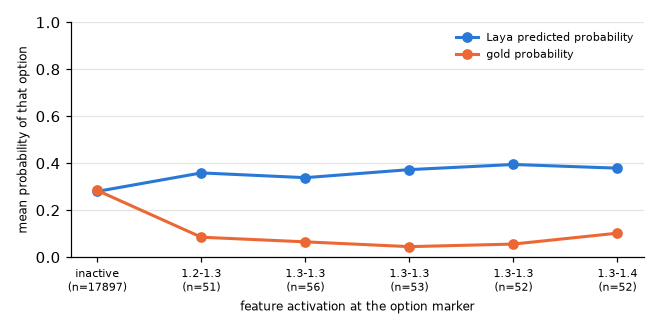 1.0
0.8
0.6
0.4
0.2
0.0
mean probability of that option
Laya predicted probability
gold probability
inactive
(n=17897)
1.2-1.3
(n=51)
1.3-1.3
(n=56)
1.3-1.3
(n=53)
1.3-1.3
(n=52)
1.3-1.4
(n=52)
feature activation at the option marker